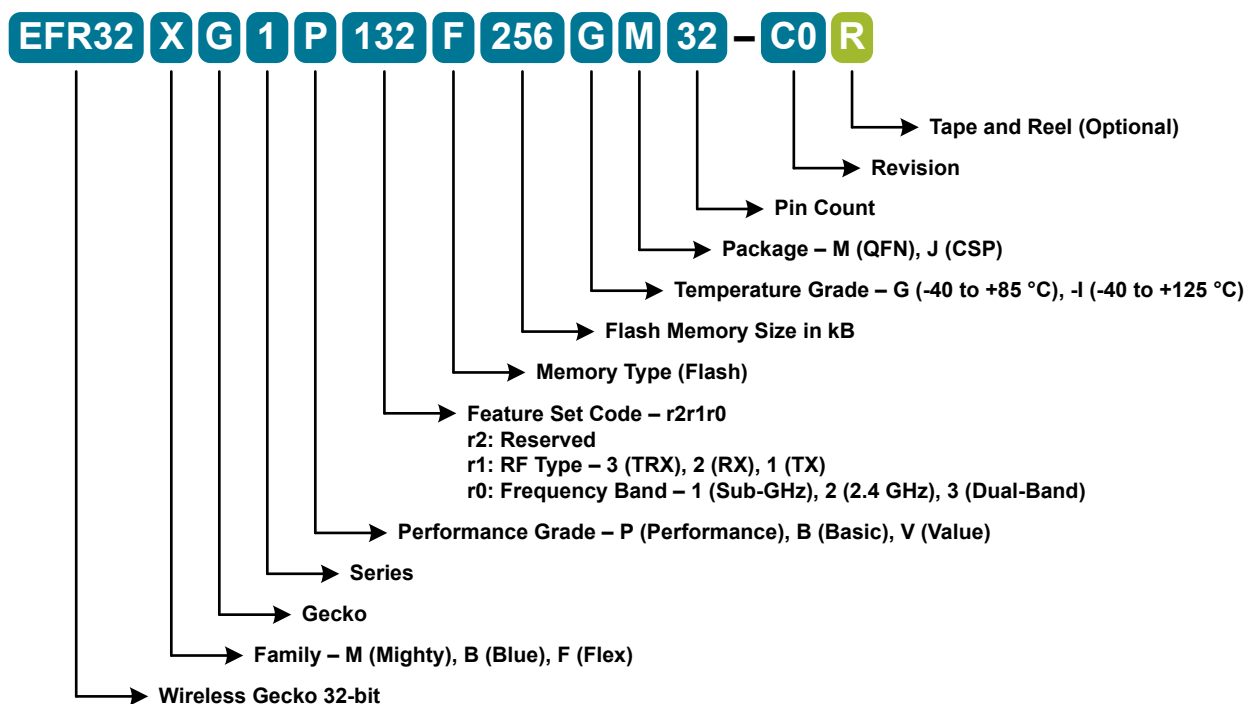 EFR32 X G 1 P 132 F 256 G M 32 – C0 R
Tape and Reel (Optional)
Revision
Pin Count
Package – M (QFN), J (CSP)
Temperature Grade – G (-40 to +85 °C), -I (-40 to +125 °C)
Flash Memory Size in kB
Memory Type (Flash)
Feature Set Code – r2r1r0
r2: Reserved
r1: RF Type – 3 (TRX), 2 (RX), 1 (TX)
r0: Frequency Band – 1 (Sub-GHz), 2 (2.4 GHz), 3 (Dual-Band)
Performance Grade – P (Performance), B (Basic), V (Value)
Series
Gecko
Family – M (Mighty), B (Blue), F (Flex)
Wireless Gecko 32-bit